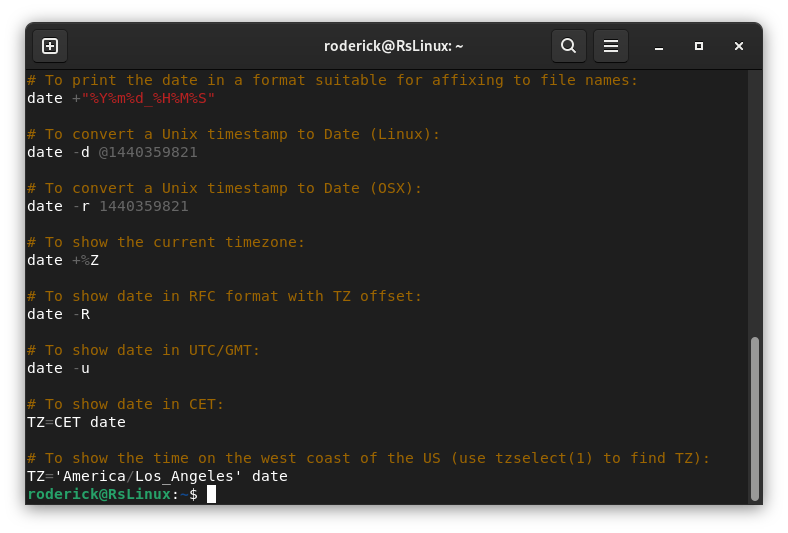 roderick@RsLinux: ~
# To print the date in a format suitable for affixing to file names:
date +"%Y%m%d_%H%M%S"
# To convert a Unix timestamp to Date (Linux):
date -d @1440359821
# To convert a Unix timestamp to Date (OSX):
date -r 1440359821
# To show the current timezone:
date +%Z
# To show date in RFC format with TZ offset:
date -R
# To show date in UTC/GMT:
date -u
# To show date in CET:
TZ=CET date
# To show the time on the west coast of the US (use tzselect(1) to find TZ):
TZ='America/Los_Angeles' date
roderick@RsLinux:~$